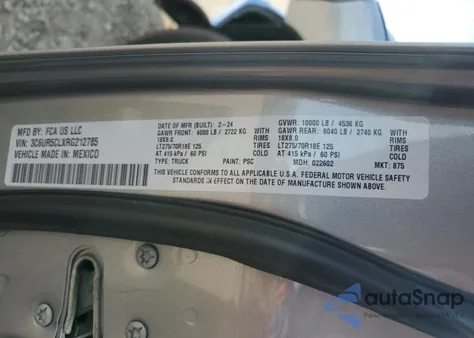 MFD BY: FCA US LLC
VIN: 3C6UR5CLXRG212785
VEHICLE MADE IN: MEXICO
DATE OF MFR (BUILT): 2-24
GAWR FRONT: 6000 LB / 2722 KG WITH
18X8.0 RIMS
LT275/70R18E 125 TIRES
AT 415 kPa / 60 PSI COLD
TYPE: TRUCK PAINT: PSC
GVWR: 10000 LB / 4536 KG
GAWR REAR: 6040 LB / 2740 KG WITH
18X8.0 RIMS
LT275/70R18E 125 TIRES
AT 415 kPa / 60 PSI COLD
MDH: 022602 MKT: 875
THIS VEHICLE CONFORMS TO ALL APPLICABLE U.S.A. FEDERAL MOTOR VEHICLE SAFETY
STANDARDS IN EFFECT ON THE DATE OF MANUFACTURE SHOWN ABOVE.
autoSnap